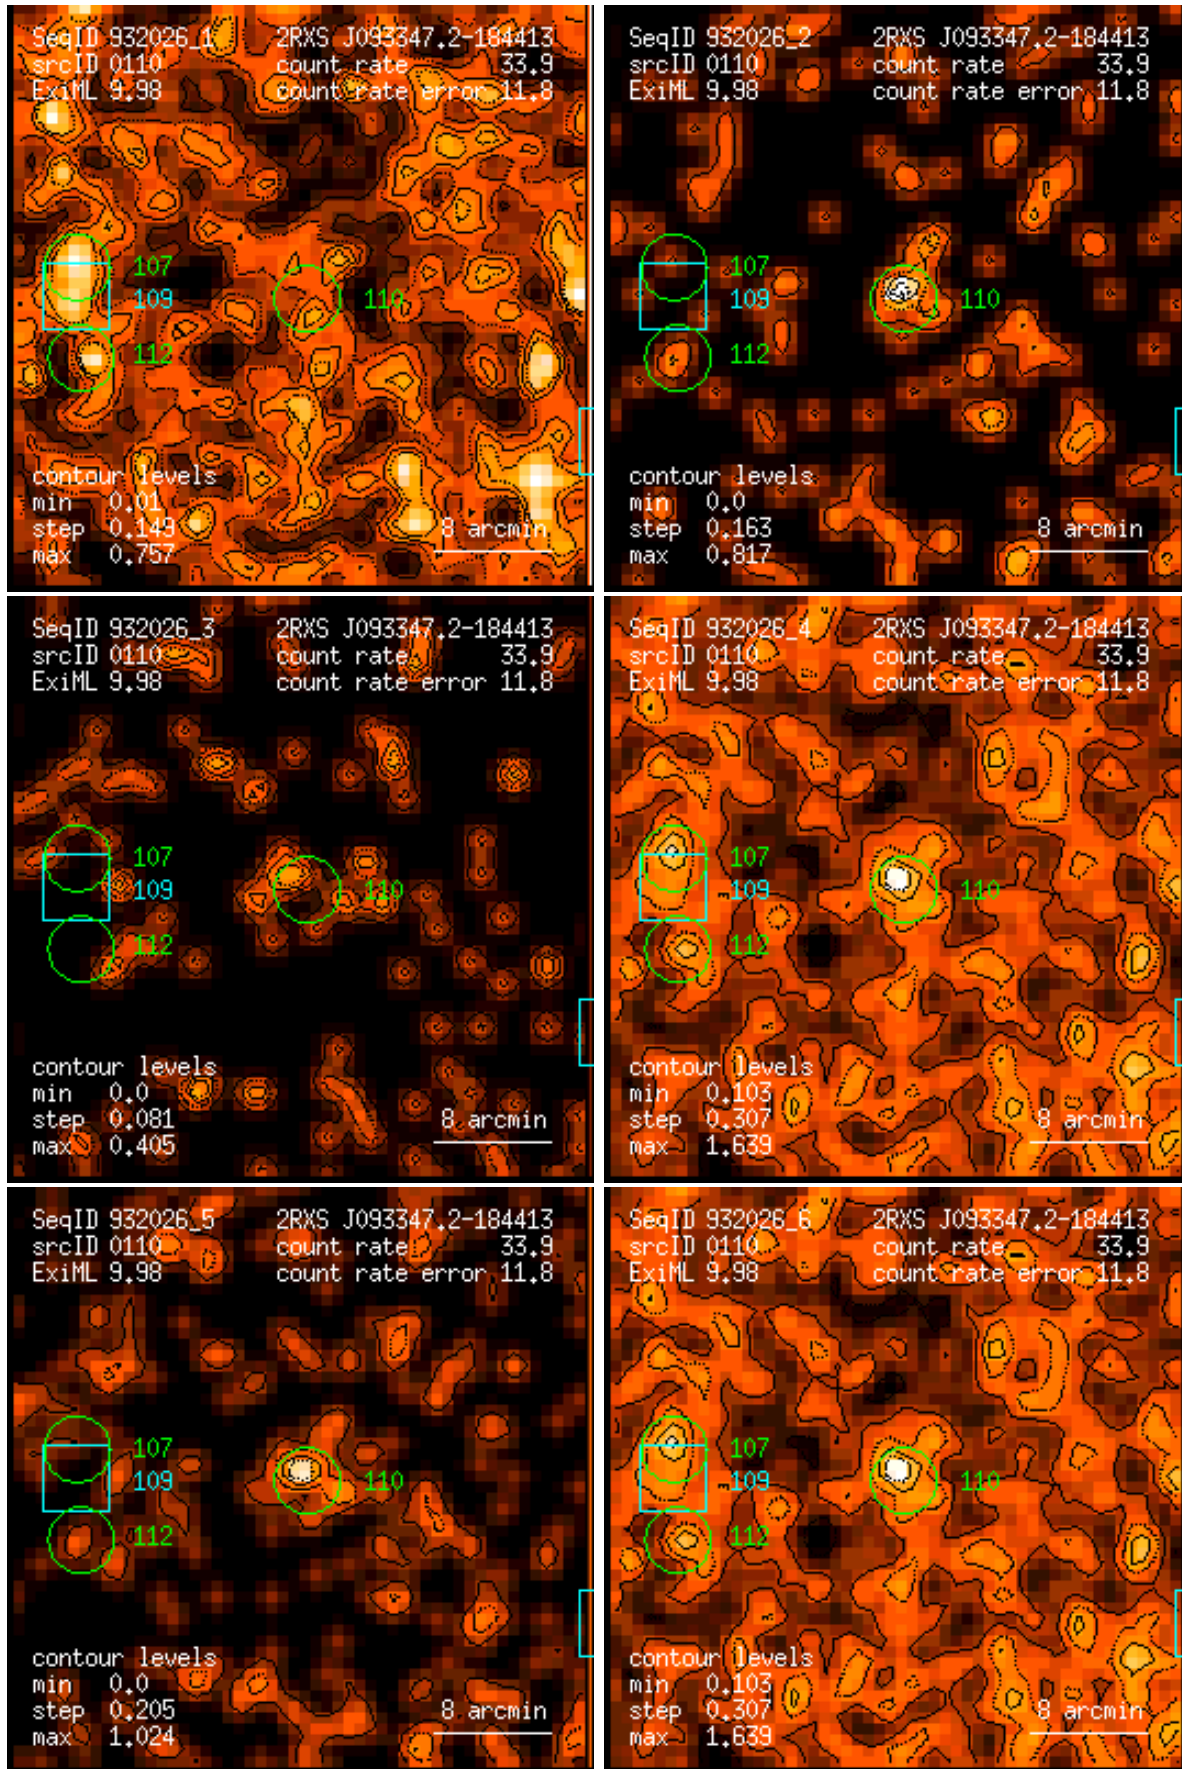 SeqID 932026_1 2RXS J093347.2-184413
srcID 0110 count rate 33.9
ExiML 9.98 count rate error 11.8
107
109
110
112
contour levels
min 0.01
step 0.149
max 0.757
8 arcmin
SeqID 932026_2 2RXS J093347.2-184413
srcID 0110 count rate 33.9
ExiML 9.98 count rate error 11.8
107
109
110
112
contour levels
min 0.0
step 0.163
max 0.817
8 arcmin
SeqID 932026_3 2RXS J093347.2-184413
srcID 0110 count rate 33.9
ExiML 9.98 count rate error 11.8
107
109
110
112
contour levels
min 0.0
step 0.081
max 0.405
8 arcmin
SeqID 932026_4 2RXS J093347.2-184413
srcID 0110 count rate 33.9
ExiML 9.98 count rate error 11.8
107
109
110
112
contour levels
min 0.103
step 0.307
max 1.639
8 arcmin
SeqID 932026_5 2RXS J093347.2-184413
srcID 0110 count rate 33.9
ExiML 9.98 count rate error 11.8
107
109
110
112
contour levels
min 0.0
step 0.205
max 1.024
8 arcmin
SeqID 932026_6 2RXS J093347.2-184413
srcID 0110 count rate 33.9
ExiML 9.98 count rate error 11.8
107
109
110
112
contour levels
min 0.103
step 0.307
max 1.639
8 arcmin